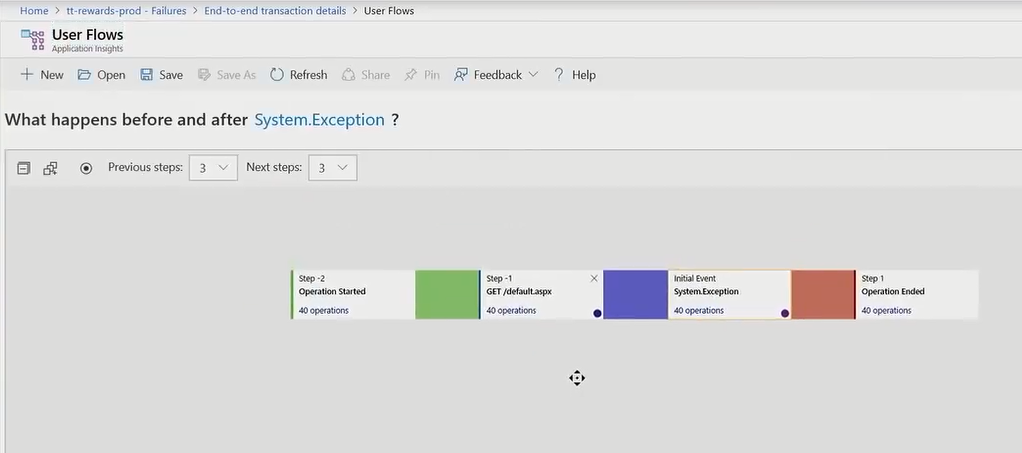 Home > tt-rewards-prod - Failures > End-to-end transaction details > User Flows
User Flows
Application Insights
New Open Save Save As Refresh Share Pin Feedback ? Help
What happens before and after System.Exception ?
Previous steps: 3 Next steps: 3
Step -2
Operation Started
40 operations
Step -1
GET /default.aspx
40 operations
Initial Event
System.Exception
40 operations
Step 1
Operation Ended
40 operations